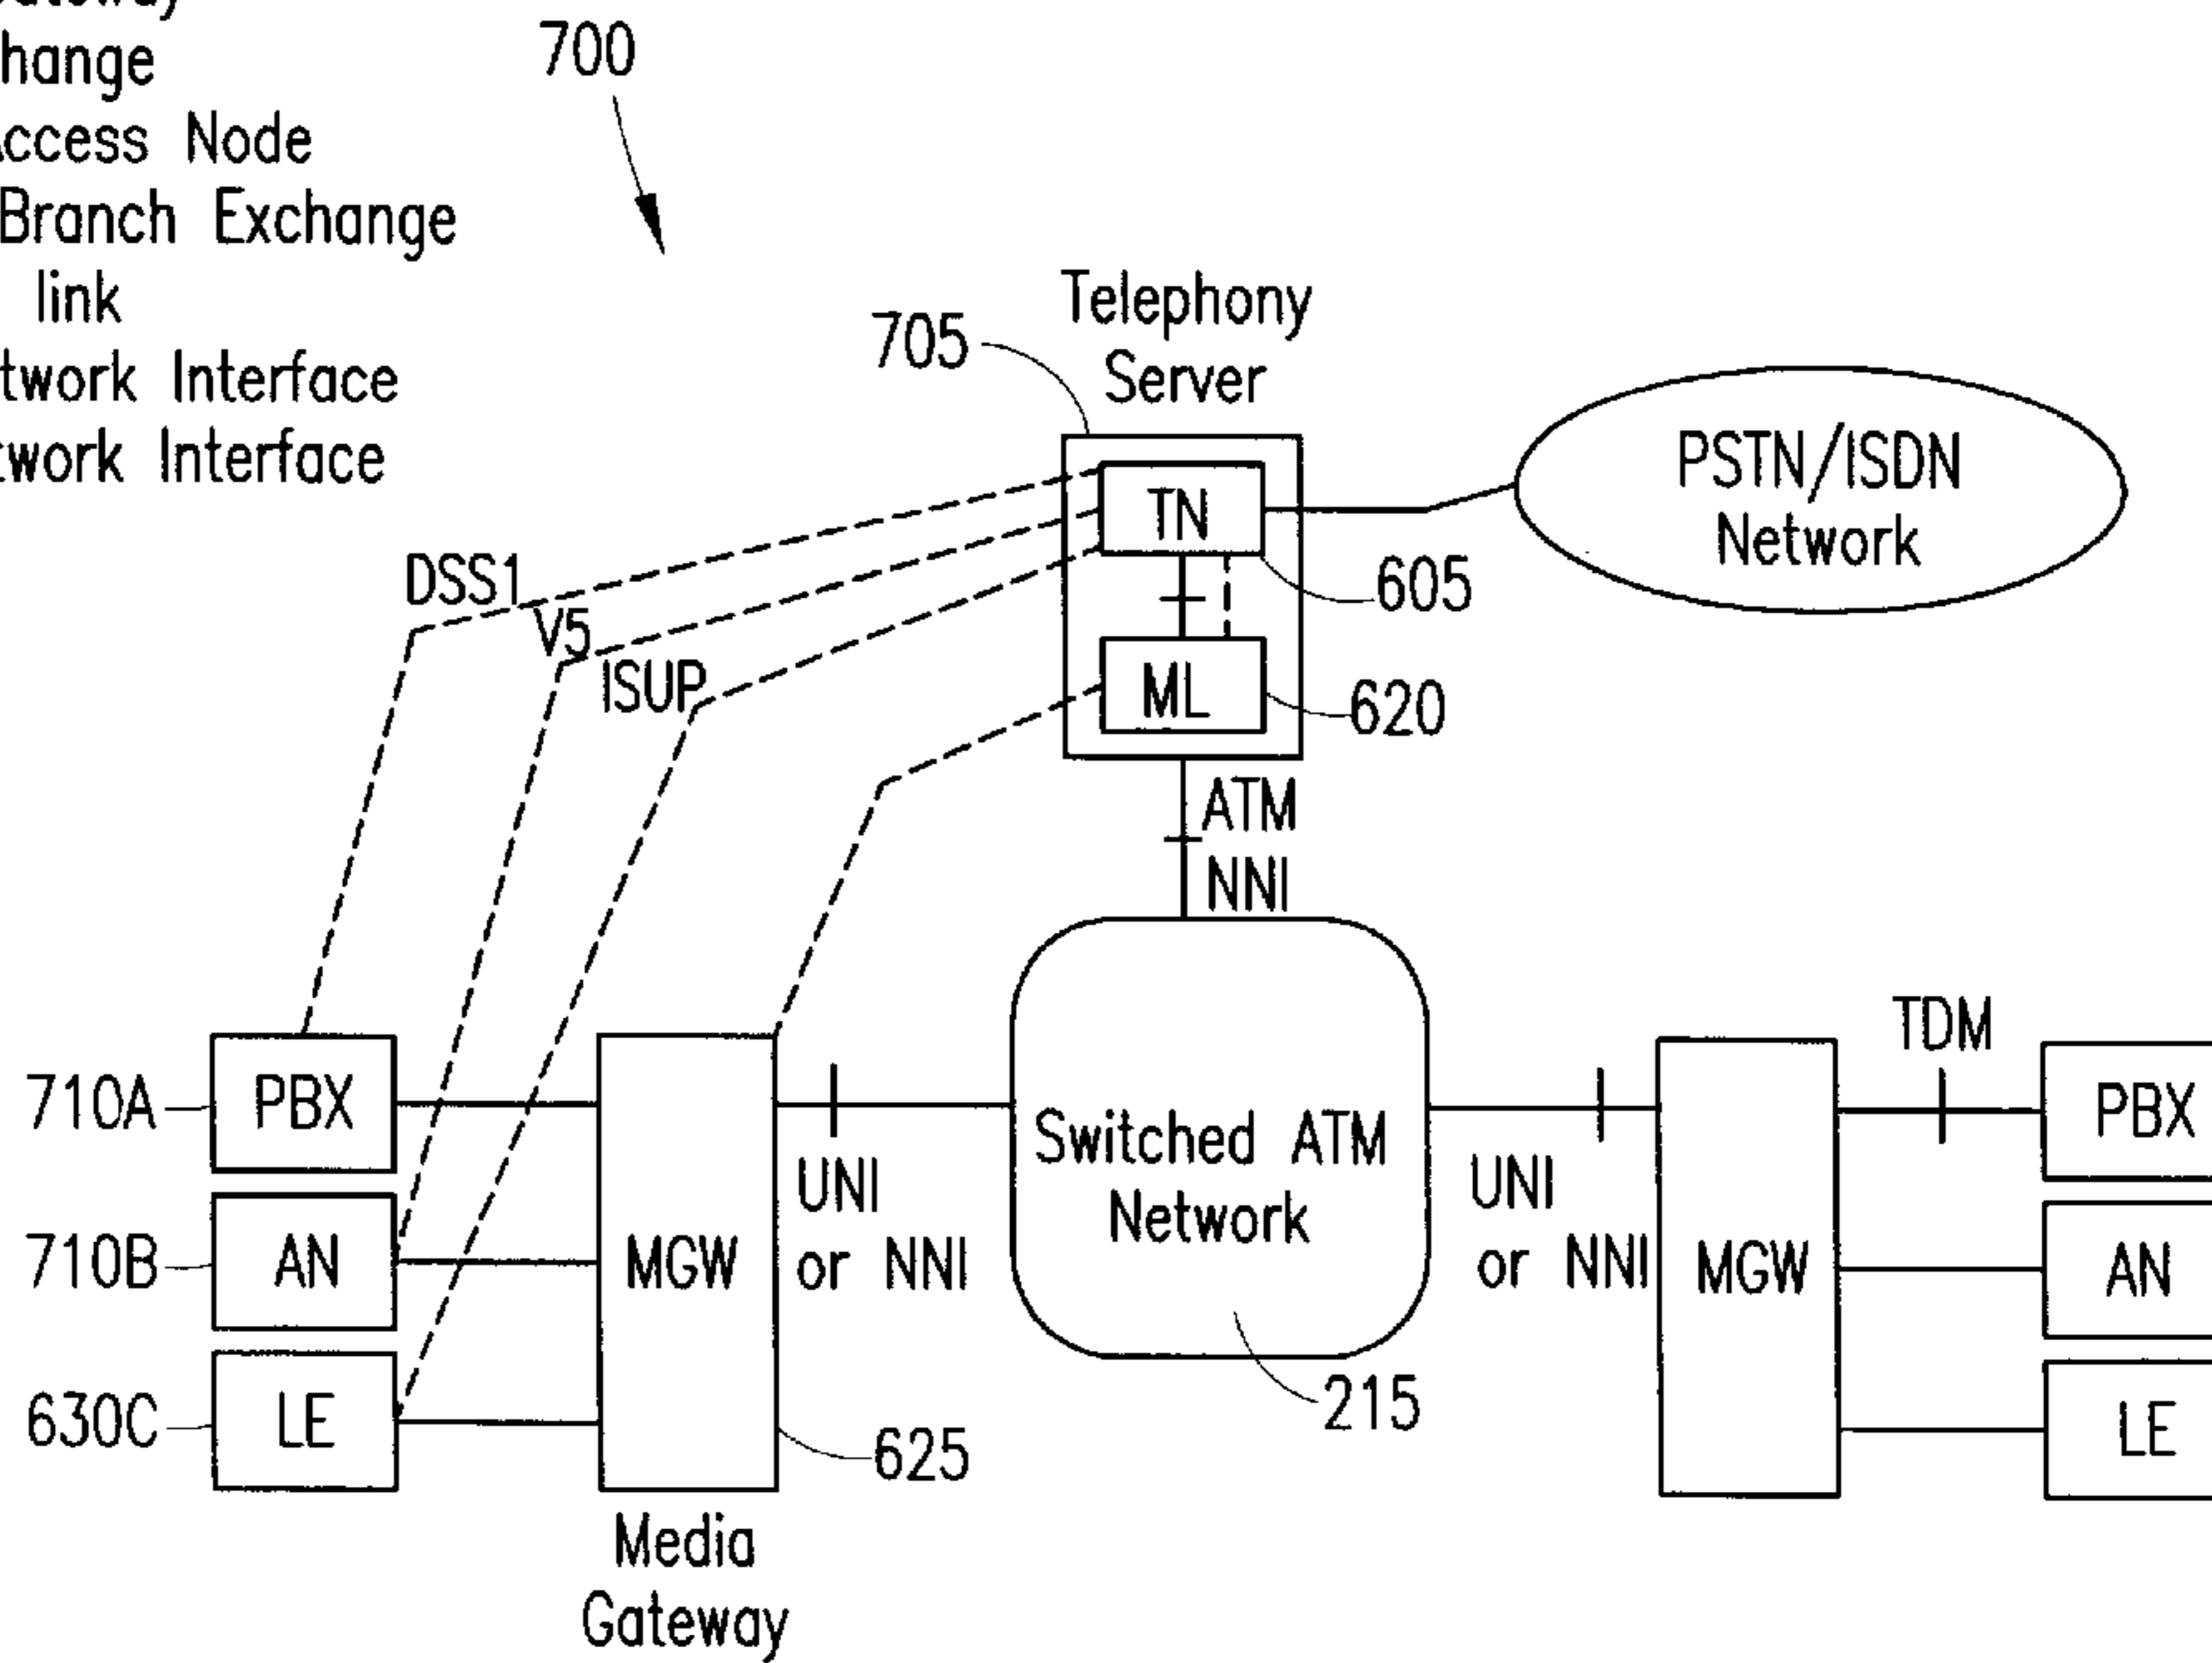 hange
700
Access Node
Branch Exchange
link
Telephony
Server
705
twork Interface
twork Interface
PSTN/ISDN
Network
TN
DSS1
605
V5
ISUP
ML
620
ATM
NNI
TDM
710A
PBX
PBX
Switched ATM
Network
UNI
or NNI
UNI
or NNI
710B
AN
MGW
MGW
AN
215
630C
LE
625
LE
Media
Gateway